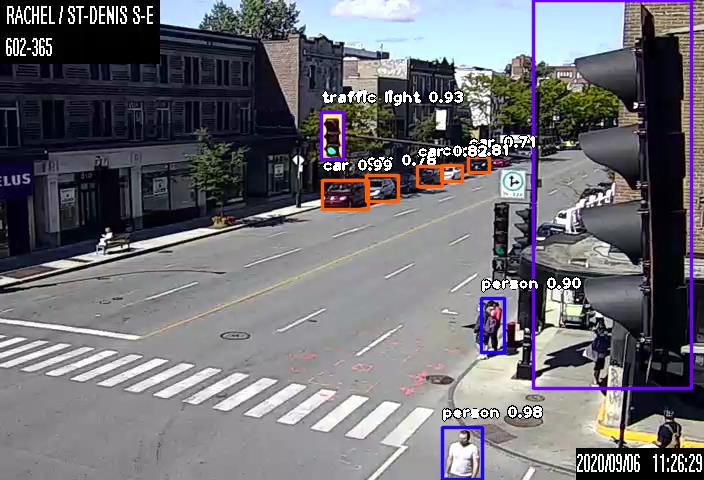 RACHEL / ST-DENIS S-E
602-365
traffic light 0.93
car 0.99
0.78
car 0.82
.81
car 0.71
ELUS
person 0.90
person 0.98
2020/09/06 11:26:29